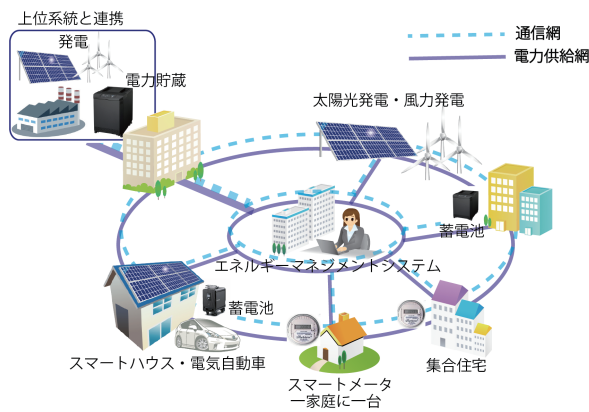 上位系統と連携
発電
電力貯蔵
通信網
電力供給網
太陽光発電・風力発電
蓄電池
エネルギーマネジメントシステム
蓄電池
スマートハウス・電気自動車
スマートメータ
一家庭に一台
集合住宅